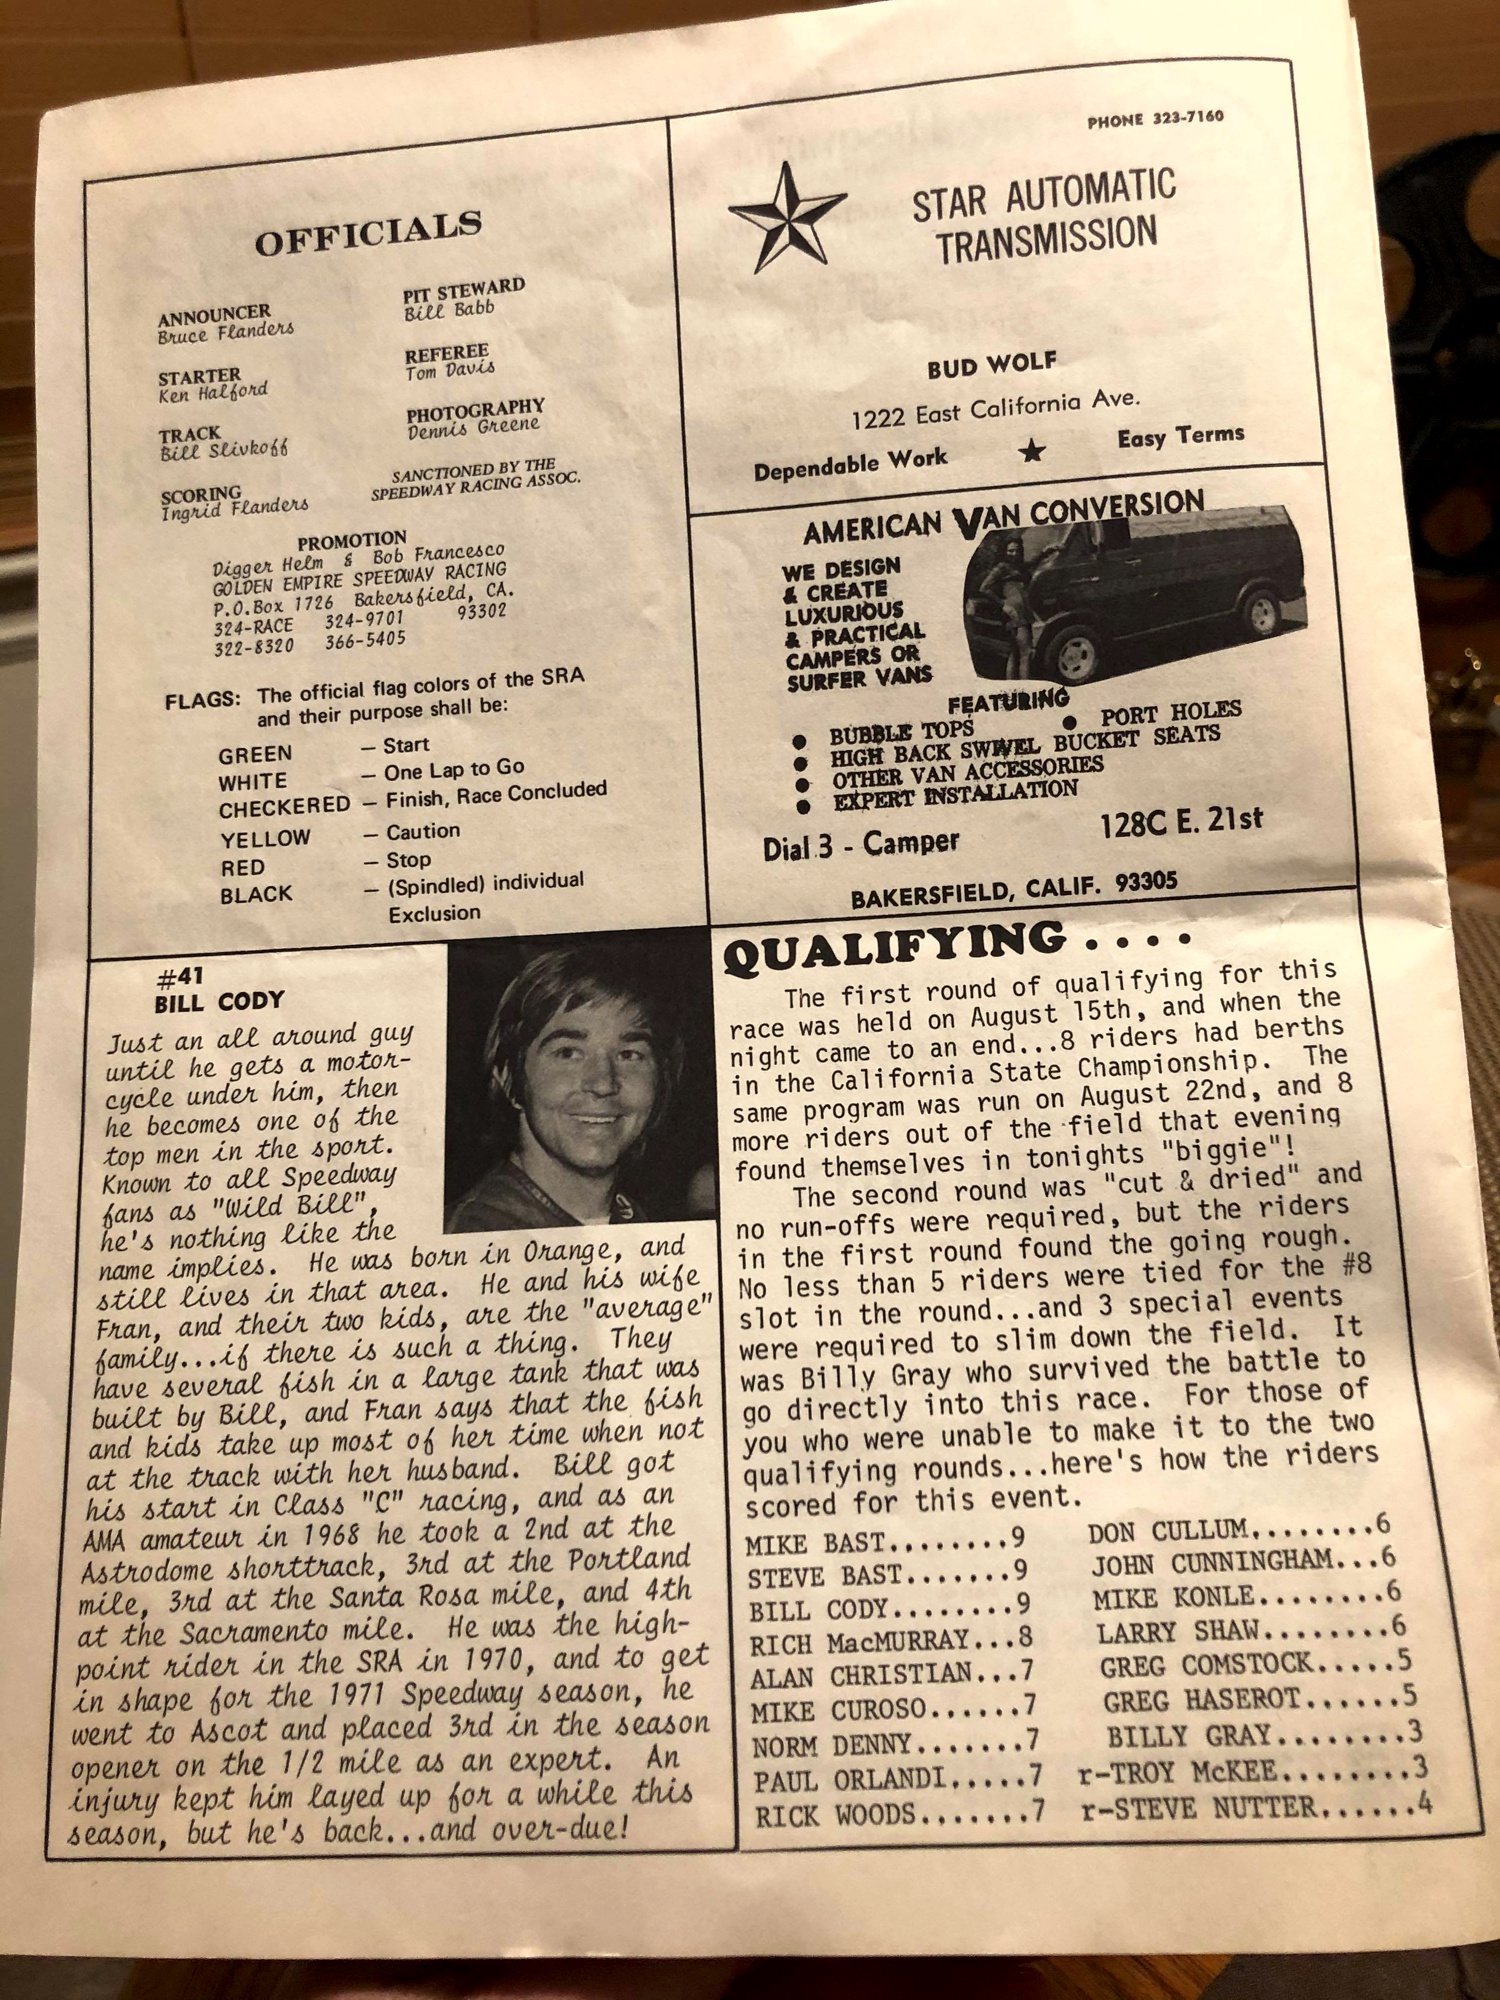 OFFICIALS
ANNOUNCER
Bruce Flanders
STARTER
Ken Halford
TRACK
Bill Slivkoff
SCORING
Ingrid Flanders
PIT STEWARD
Bill Babb
REFEREE
Tom Davis
PHOTOGRAPHY
Dennis Greene
SANCTIONED BY THE
SPEEDWAY RACING ASSOC.
PROMOTION
Digger Helm & Bob Francesco
GOLDEN EMPIRE SPEEDWAY RACING
P.O.Box 1726 Bakersfield, CA.
324-RACE 324-9701 93302
322-8320 366-5405
FLAGS: The official flag colors of the SRA
and their purpose shall be:
GREEN – Start
WHITE – One Lap to Go
CHECKERED – Finish, Race Concluded
YELLOW – Caution
RED – Stop
BLACK – (Spindled) individual
Exclusion
PHONE 323-7160
STAR AUTOMATIC
TRANSMISSION
BUD WOLF
1222 East California Ave.
Dependable Work ★ Easy Terms
AMERICAN VAN CONVERSION
WE DESIGN
& CREATE
LUXURIOUS
& PRACTICAL
CAMPERS OR
SURFER VANS
FEATURING
● BUBBLE TOPS ● PORT HOLES
● HIGH BACK SWIVEL BUCKET SEATS
● OTHER VAN ACCESSORIES
● EXPERT INSTALLATION
Dial 3 - Camper 128C E. 21st
BAKERSFIELD, CALIF. 93305
#41
BILL CODY
Just an all around guy
until he gets a motor-
cycle under him, then
he becomes one of the
top men in the sport.
Known to all Speedway
fans as "Wild Bill",
he's nothing like the
name implies. He was born in Orange, and
still lives in that area. He and his wife
Fran, and their two kids, are the "average"
family...if there is such a thing. They
have several fish in a large tank that was
built by Bill, and Fran says that the fish
and kids take up most of her time when not
at the track with her husband. Bill got
his start in Class "C" racing, and as an
AMA amateur in 1968 he took a 2nd at the
Astrodome shorttrack, 3rd at the Portland
mile, 3rd at the Santa Rosa mile, and 4th
at the Sacramento mile. He was the high-
point rider in the SRA in 1970, and to get
in shape for the 1971 Speedway season, he
went to Ascot and placed 3rd in the season
opener on the 1/2 mile as an expert. An
injury kept him layed up for a while this
season, but he's back...and over-due!
QUALIFYING....
The first round of qualifying for this
race was held on August 15th, and when the
night came to an end...8 riders had berths
in the California State Championship. The
same program was run on August 22nd, and 8
more riders out of the field that evening
found themselves in tonights "biggie"!
The second round was "cut & dried" and
no run-offs were required, but the riders
in the first round found the going rough.
No less than 5 riders were tied for the #8
slot in the round...and 3 special events
were required to slim down the field. It
was Billy Gray who survived the battle to
go directly into this race. For those of
you who were unable to make it to the two
qualifying rounds...here's how the riders
scored for this event.
MIKE BAST........9
STEVE BAST.......9
BILL CODY........9
RICH MacMURRAY...8
ALAN CHRISTIAN...7
MIKE CUROSO......7
NORM DENNY.......7
PAUL ORLANDI.....7
RICK WOODS.......7
DON CULLUM........6
JOHN CUNNINGHAM...6
MIKE KONLE........6
LARRY SHAW........6
GREG COMSTOCK.....5
GREG HASEROT......5
BILLY GRAY........3
r-TROY McKEE........3
r-STEVE NUTTER......4